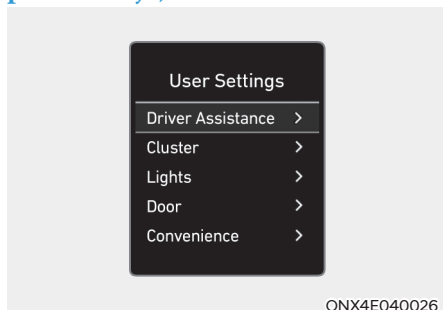 User Settings
Driver Assistance >
Cluster >
Lights >
Door >
Convenience >
ONX4E040026